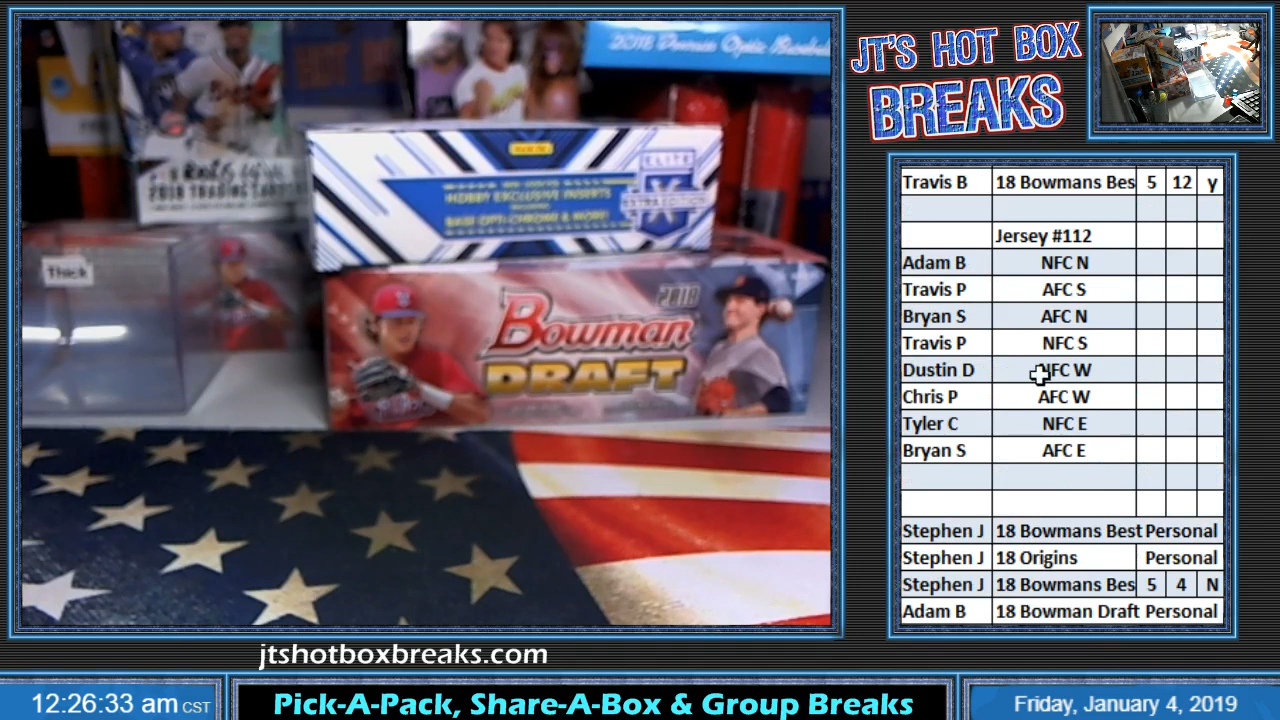 2018 Donruss Optic Baseball
JT'S HOT BOX
BREAKS
2018 TRADING CARDS
ELITE
EXTRA EDITION
HOBBY EXCLUSIVE INSERTS
BASE OPTI-CHROME & MORE!
Thick
2018
Bowman
DRAFT
Travis B 18 Bowmans Bes 5 12 y
Jersey #112
Adam B NFC N
Travis P AFC S
Bryan S AFC N
Travis P NFC S
Dustin D NFC W
Chris P AFC W
Tyler C NFC E
Bryan S AFC E
Stephen J 18 Bowmans Best Personal
Stephen J 18 Origins Personal
Stephen J 18 Bowmans Bes 5 4 N
Adam B 18 Bowman Draft Personal
jtshotboxbreaks.com
12:26:33 am CST
Pick-A-Pack, Share-A-Box & Group Breaks
Friday, January 4, 2019